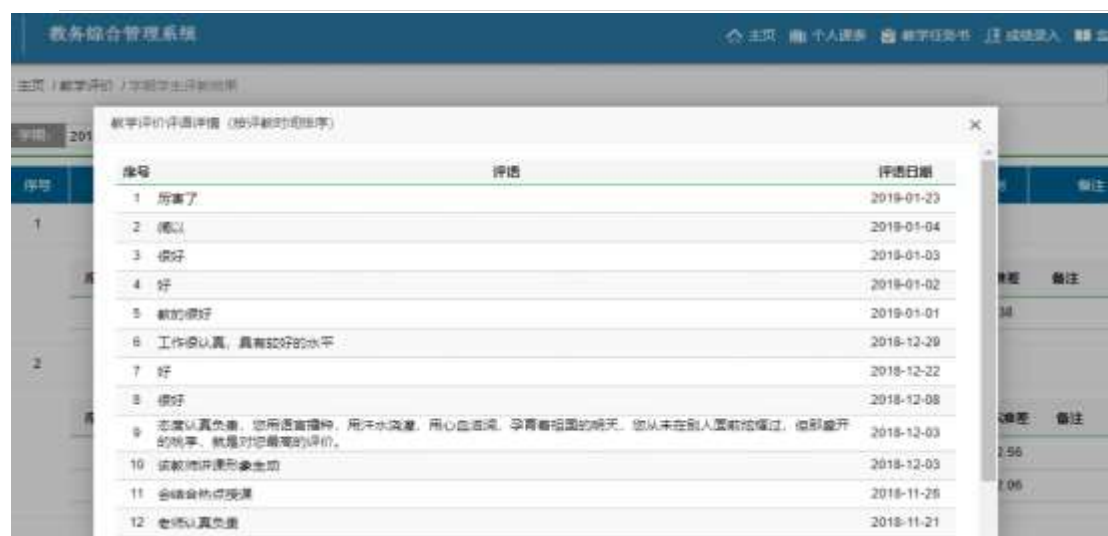 教务综合管理系统
主页 个人课表 教学任务书 成绩录入
主页 / 教学评价 / 学期学生评教结果
学期: 201
教学评价评语详情（按评教时间排序） ×
序号 评语 评语日期
1 厉害了 2019-01-23
2 可以 2019-01-04
3 很好 2019-01-03
4 好 2019-01-02
5 教的很好 2019-01-01
6 工作很认真，具有较好的水平 2018-12-29
7 好 2018-12-22
8 很好 2018-12-08
9 态度认真负责，您用语言播种，用汗水浇灌，用心血滋润，孕育着祖国的明天，您从未在别人面前炫耀过，但那盛开
的桃李，就是对您最高的评价。 2018-12-03
10 该教师讲课形象生动 2018-12-03
11 会结合热点授课 2018-11-26
12 老师认真负责 2018-11-21
序号 备注
1
准差 备注
2
标准差 备注
2.56
2.06